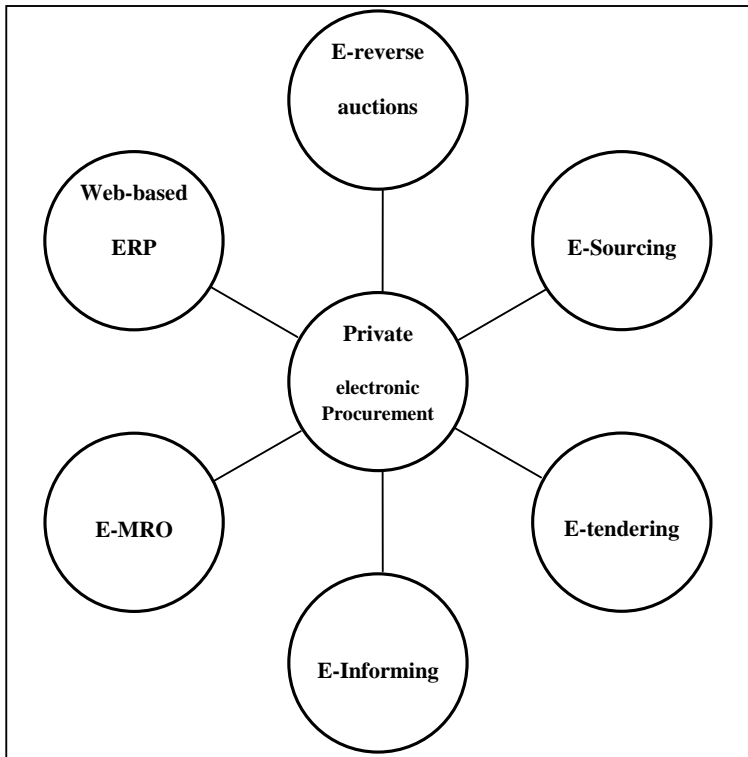 E-reverse
auctions
Web-based
ERP
E-Sourcing
Private
electronic
Procurement
E-MRO
E-tendering
E-Informing